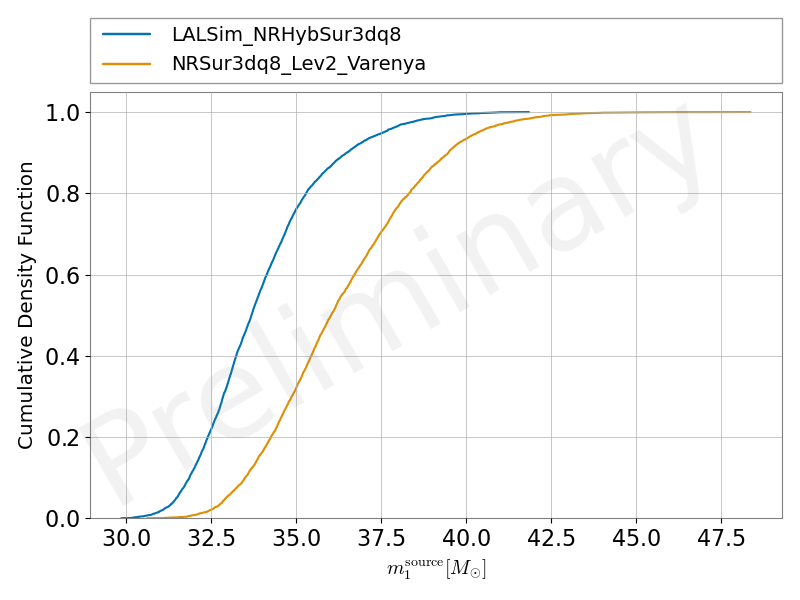 LALSim_NRHybSur3dq8
NRSur3dq8_Lev2_Varenya
1.0
0.8
0.6
0.4
0.2
0.0
Cumulative Density Function
Preliminary
30.0 32.5 35.0 37.5 40.0 42.5 45.0 47.5
m₁^source [M⊙]